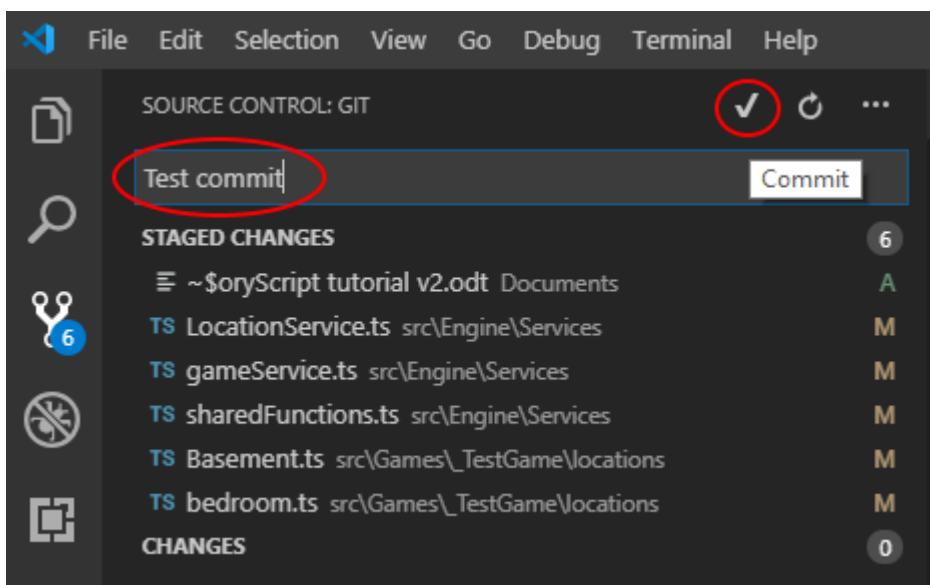 File Edit Selection View Go Debug Terminal Help
SOURCE CONTROL: GIT
Test commit
Commit
STAGED CHANGES 6
~$oryScript tutorial v2.odt Documents A
TS LocationService.ts src\Engine\Services M
6
TS gameService.ts src\Engine\Services M
TS sharedFunctions.ts src\Engine\Services M
TS Basement.ts src\Games\_TestGame\locations M
TS bedroom.ts src\Games\_TestGame\locations M
CHANGES 0